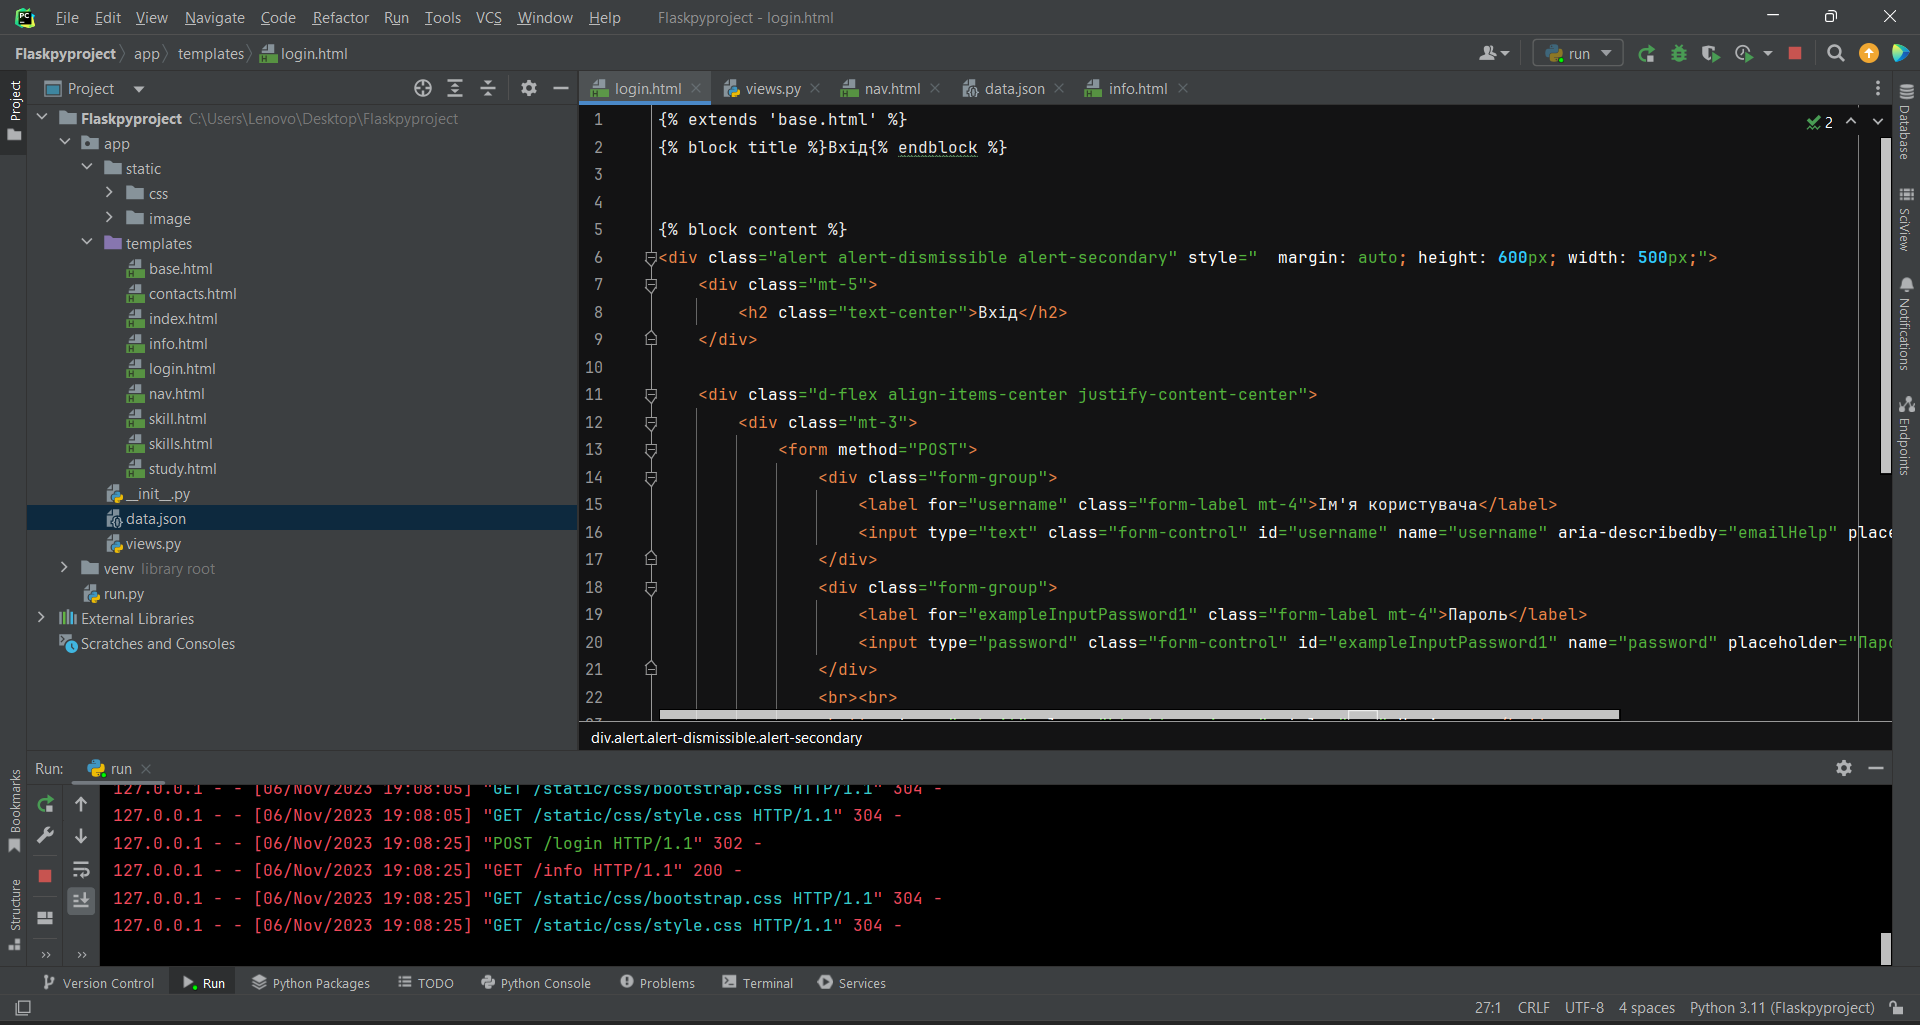 File Edit View Navigate Code Refactor Run Tools VCS Window Help Flaskpyproject - login.html
Flaskpyproject app templates login.html run
Project
login.html views.py nav.html data.json info.html
Project
Flaskpyproject C:\Users\Lenovo\Desktop\Flaskpyproject
app
static
css
image
templates
base.html
contacts.html
index.html
info.html
login.html
nav.html
skill.html
skills.html
study.html
__init__.py
data.json
views.py
venv library root
run.py
External Libraries
Scratches and Consoles
1 {% extends 'base.html' %}
2 {% block title %}Вхід{% endblock %}
3
4
5 {% block content %}
6 <div class="alert alert-dismissible alert-secondary" style="  margin: auto; height: 600px; width: 500px;">
7 <div class="mt-5">
8 <h2 class="text-center">Вхід</h2>
9 </div>
10
11 <div class="d-flex align-items-center justify-content-center">
12 <div class="mt-3">
13 <form method="POST">
14 <div class="form-group">
15 <label for="username" class="form-label mt-4">Ім'я користувача</label>
16 <input type="text" class="form-control" id="username" name="username" aria-describedby="emailHelp" place
17 </div>
18 <div class="form-group">
19 <label for="exampleInputPassword1" class="form-label mt-4">Пароль</label>
20 <input type="password" class="form-control" id="exampleInputPassword1" name="password" placeholder="Паро
21 </div>
22 <br><br>
2
div.alert.alert-dismissible.alert-secondary
Database
SciView
Notifications
Endpoints
Bookmarks
Structure
Run: run
127.0.0.1 - - [06/Nov/2023 19:08:05] "GET /static/css/bootstrap.css HTTP/1.1" 304 -
127.0.0.1 - - [06/Nov/2023 19:08:05] "GET /static/css/style.css HTTP/1.1" 304 -
127.0.0.1 - - [06/Nov/2023 19:08:25] "POST /login HTTP/1.1" 302 -
127.0.0.1 - - [06/Nov/2023 19:08:25] "GET /info HTTP/1.1" 200 -
127.0.0.1 - - [06/Nov/2023 19:08:25] "GET /static/css/bootstrap.css HTTP/1.1" 304 -
127.0.0.1 - - [06/Nov/2023 19:08:25] "GET /static/css/style.css HTTP/1.1" 304 -
Version Control Run Python Packages TODO Python Console Problems Terminal Services
27:1 CRLF UTF-8 4 spaces Python 3.11 (Flaskpyproject)